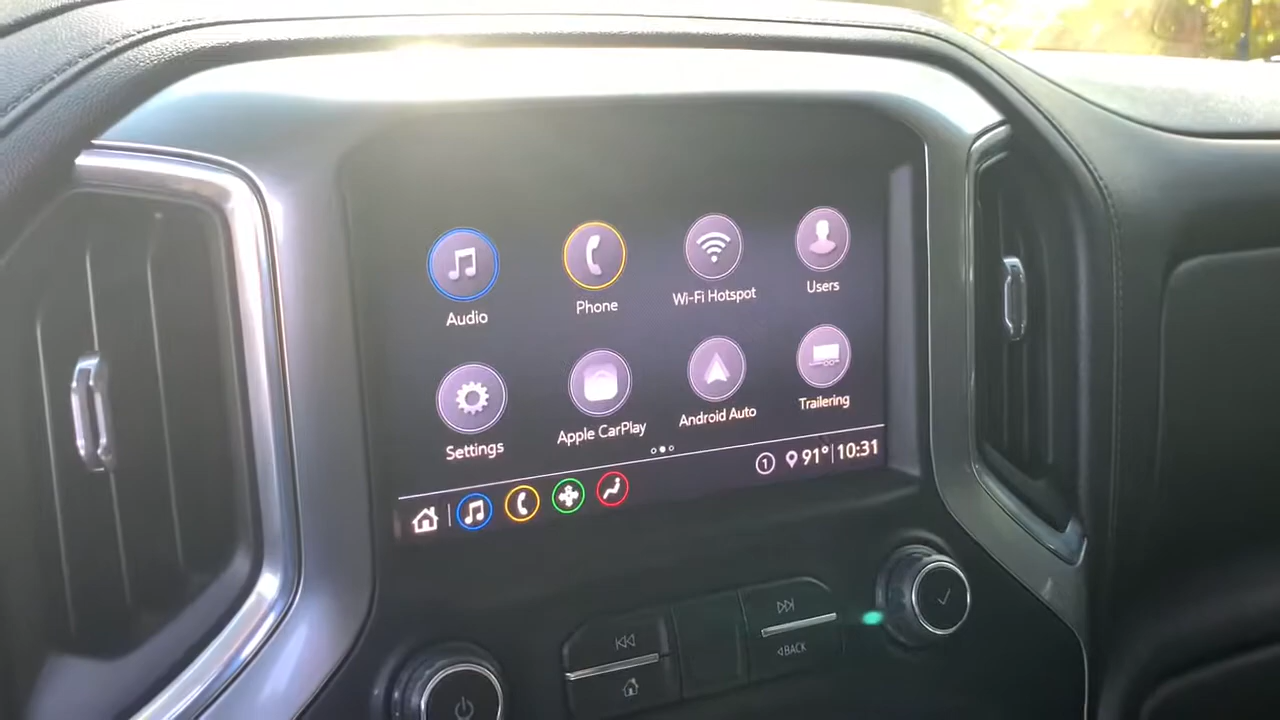 Audio
Phone
Wi-Fi Hotspot
Users
Settings
Apple CarPlay
Android Auto
Trailering
1
91°
10:31
BACK